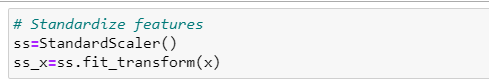 # Standardize features
ss=StandardScaler()
ss_x=ss.fit_transform(x)